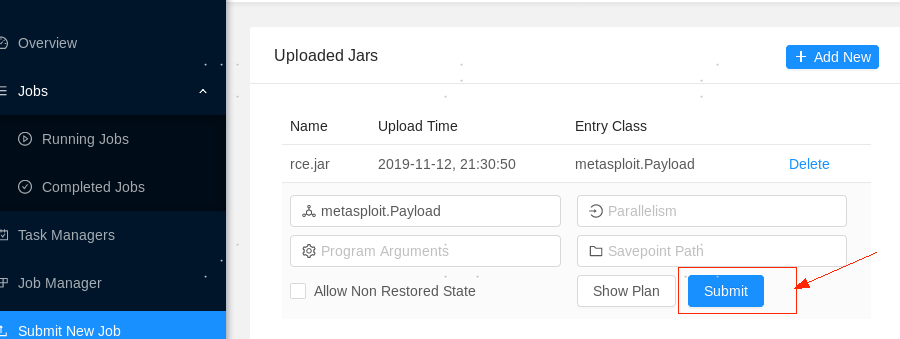 Overview
Jobs
Running Jobs
Completed Jobs
Task Managers
Job Manager
Submit New Job
Uploaded Jars
Add New
Name Upload Time Entry Class
rce.jar 2019-11-12, 21:30:50 metasploit.Payload Delete
metasploit.Payload Parallelism
Program Arguments Savepoint Path
Allow Non Restored State Show Plan Submit